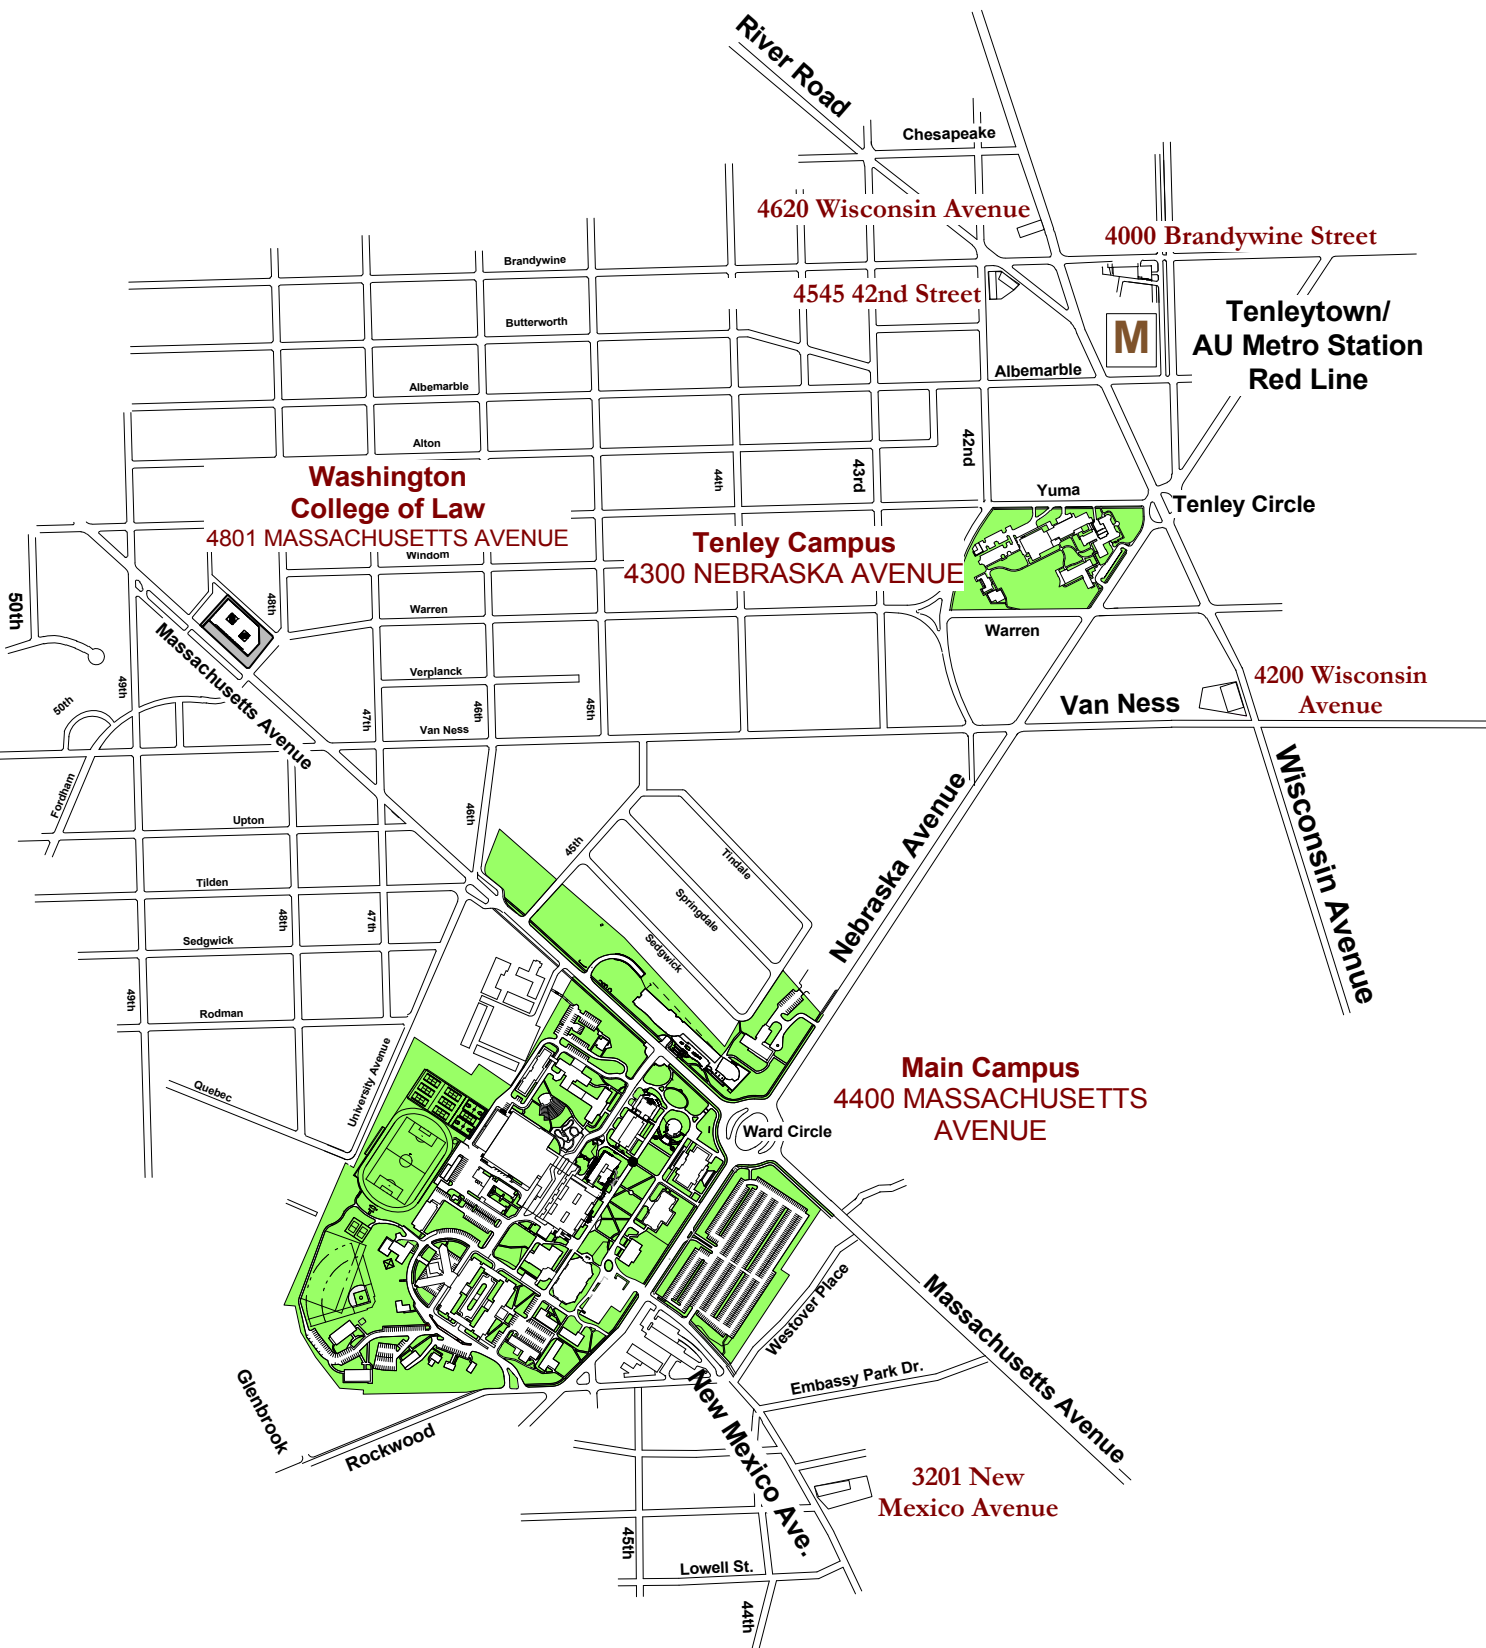 River Road
Chesapeake
4620 Wisconsin Avenue
4000 Brandywine Street
Brandywine
4545 42nd Street
Tenleytown/
AU Metro Station
Red Line
M
Butterworth
Albemarble
Albemarble
Alton
42nd
43rd
44th
Washington
College of Law
4801 MASSACHUSETTS AVENUE
Yuma
Tenley Circle
Tenley Campus
4300 NEBRASKA AVENUE
Windom
50th
48th
Warren
Warren
Massachusetts Avenue
Verplanck
4200 Wisconsin
Avenue
49th
50th
47th
46th
45th
Van Ness
Van Ness
Fordham
Upton
46th
45th
Tindale
Nebraska Avenue
Wisconsin Avenue
Tilden
Springdale
48th
47th
Sedgwick
Sedgwick
49th
Rodman
University Avenue
Quebec
Main Campus
4400 MASSACHUSETTS
AVENUE
Ward Circle
Westover Place
Massachusetts Avenue
Embassy Park Dr.
Glenbrook
Rockwood
New Mexico Ave.
3201 New
Mexico Avenue
45th
Lowell St.
44th